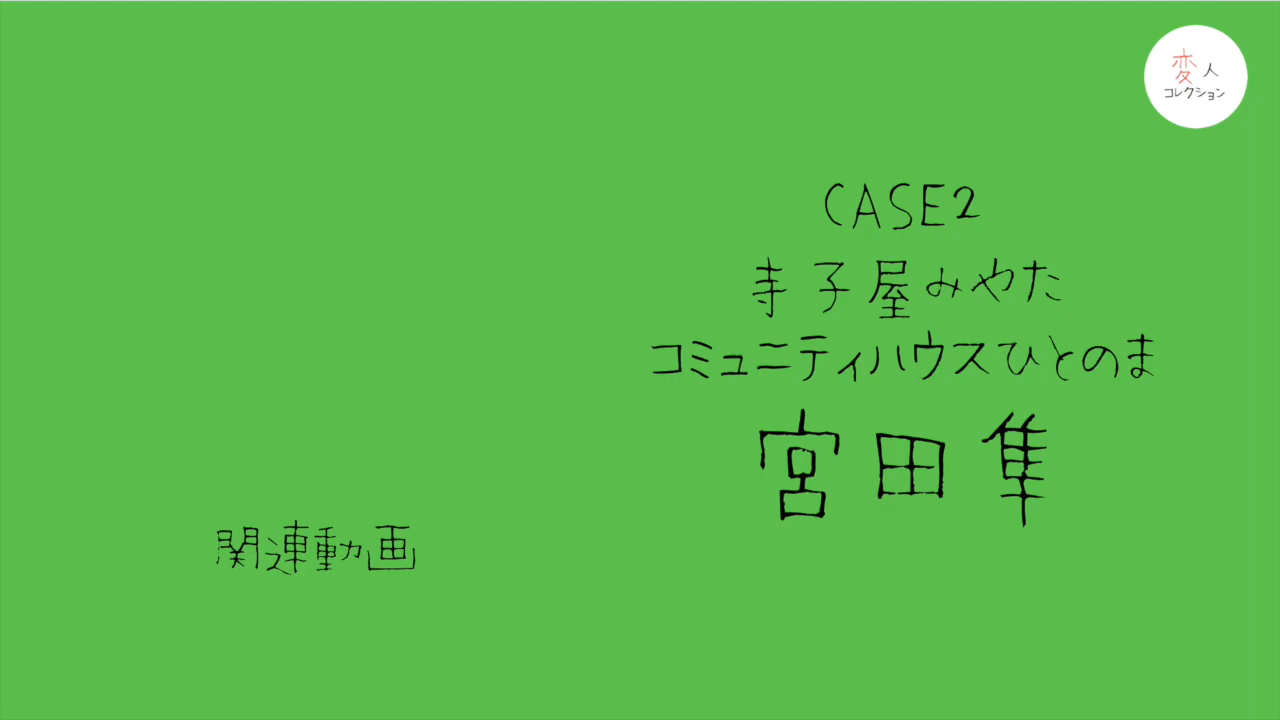 変人
コレクション
CASE2
寺子屋みやた
コミュニティハウスひとのま
宮田隼
関連動画